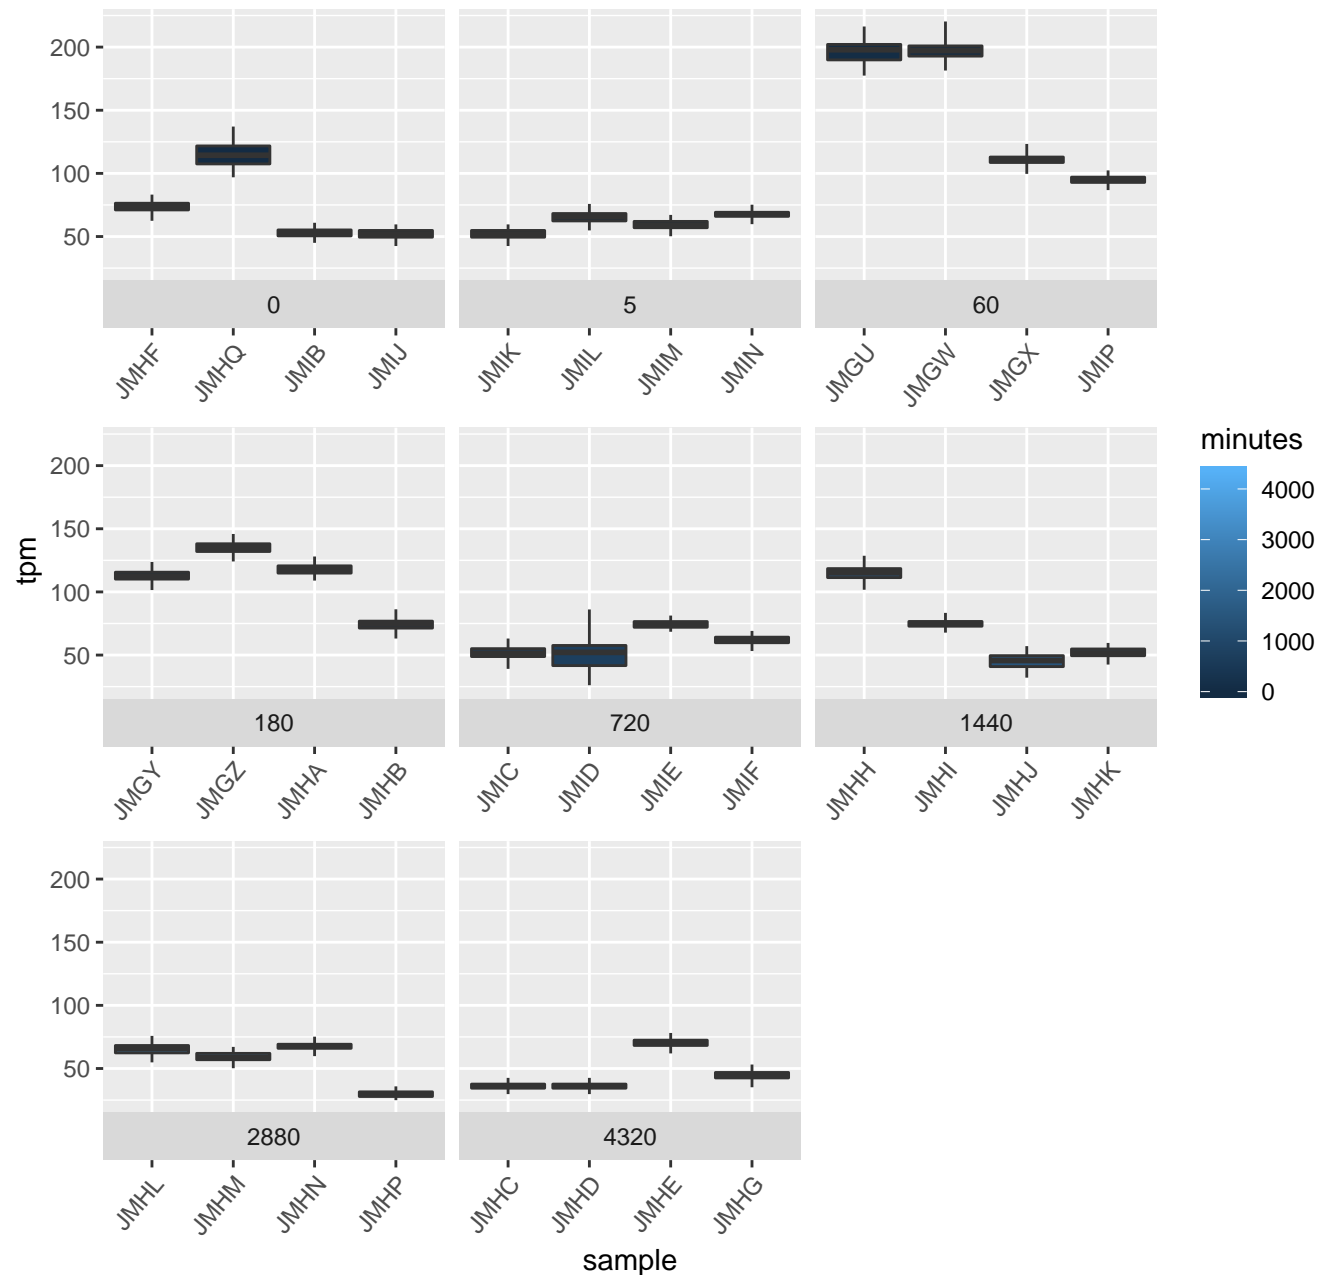 200
150
100
50
0
5
60
JMHF
JMHQ
JMIB
JMIJ
JMIK
JMIL
JMIM
JMIN
JMGU
JMGW
JMGX
JMIP
tpm
200
150
100
50
180
720
1440
JMGY
JMGZ
JMHA
JMHB
JMIC
JMID
JMIE
JMIF
JMHH
JMHI
JMHJ
JMHK
minutes
4000
3000
2000
1000
0
200
150
100
50
2880
4320
JMHL
JMHM
JMHN
JMHP
JMHC
JMHD
JMHE
JMHG
sample